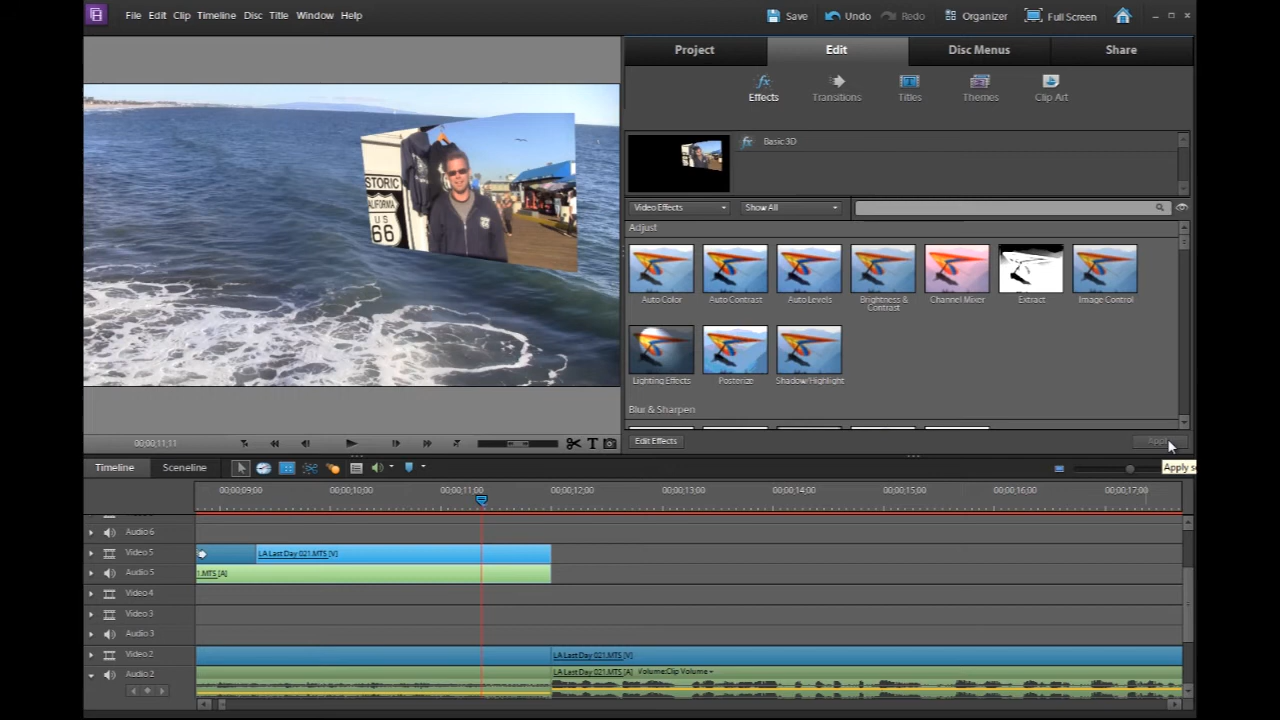 File Edit Clip Timeline Disc Title Window Help
Save Undo Redo Organizer Full Screen
Project Edit Disc Menus Share
Effects Transitions Titles Themes Clip Art
Basic 3D
Video Effects Show All
Adjust
Auto Color Auto Contrast Auto Levels Brightness & Contrast Channel Mixer Extract Image Control
Lighting Effects Posterize Shadow/Highlight
Blur & Sharpen
Edit Effects Apply
Apply s
STORIC
ALIFORMA
US
66
00;00;11;11
Timeline Sceneline
00;00;09;00 00;00;10;00 00;00;11;00 00;00;12;00 00;00;13;00 00;00;14;00 00;00;15;00 00;00;16;00 00;00;17;00
Audio 6
Video 5 LA Last Day 021.MTS [V]
Audio 5 1.MTS [A]
Video 4
Video 3
Audio 3
Video 2 LA Last Day 021.MTS [V]
Audio 2 LA Last Day 021.MTS [A] Volume:Clip Volume